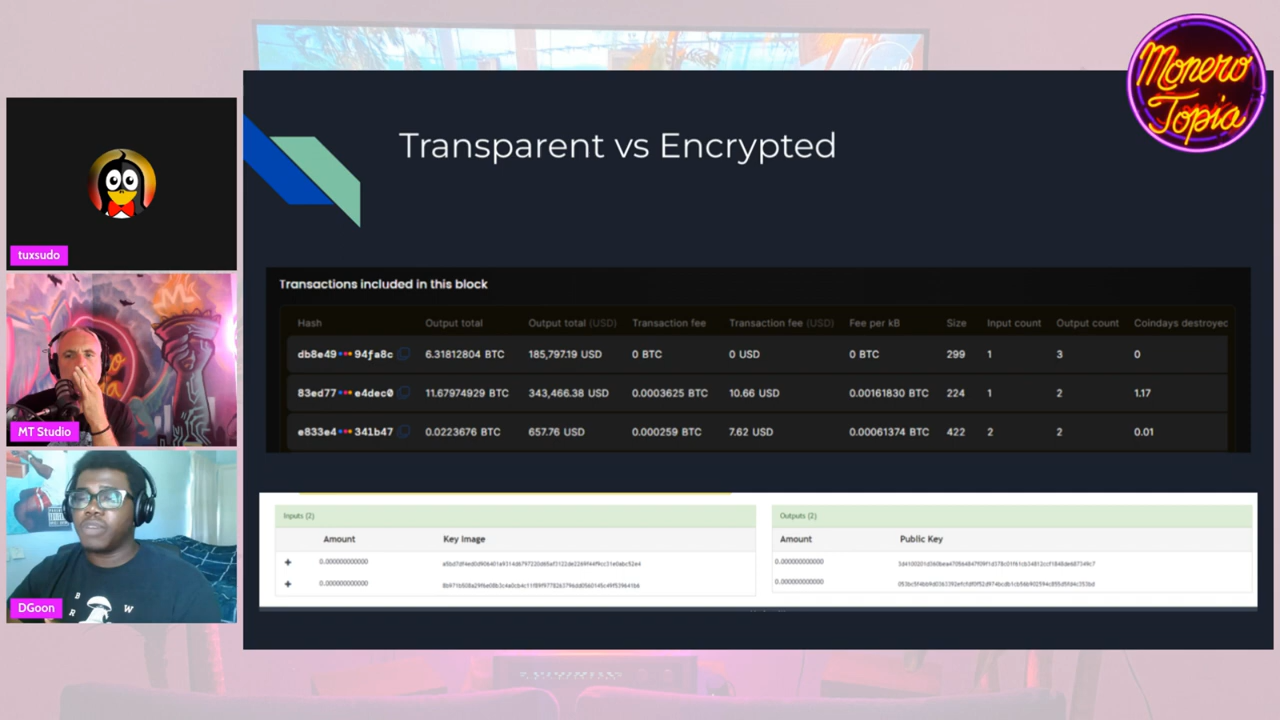 Monero
Topia
Transparent vs Encrypted
tuxsudo
MT Studio
DGoon
B
R W
Transactions included in this block
Hash Output total Output total (USD) Transaction fee Transaction fee (USD) Fee per kB Size Input count Output count Coindays destroyed
db8e49 94fa8c 6.31812804 BTC 185,797.19 USD 0 BTC 0 USD 0 BTC 299 1 3 0
83ed77 e4dec0 11.67974929 BTC 343,466.38 USD 0.0003625 BTC 10.66 USD 0.00161830 BTC 224 1 2 1.17
e833e4 341b47 0.0223676 BTC 657.76 USD 0.000259 BTC 7.62 USD 0.00061374 BTC 422 2 2 0.01
Inputs (2) Outputs (2)
Amount Key Image Amount Public Key
0.000000000000 0.000000000000
0.000000000000 0.000000000000